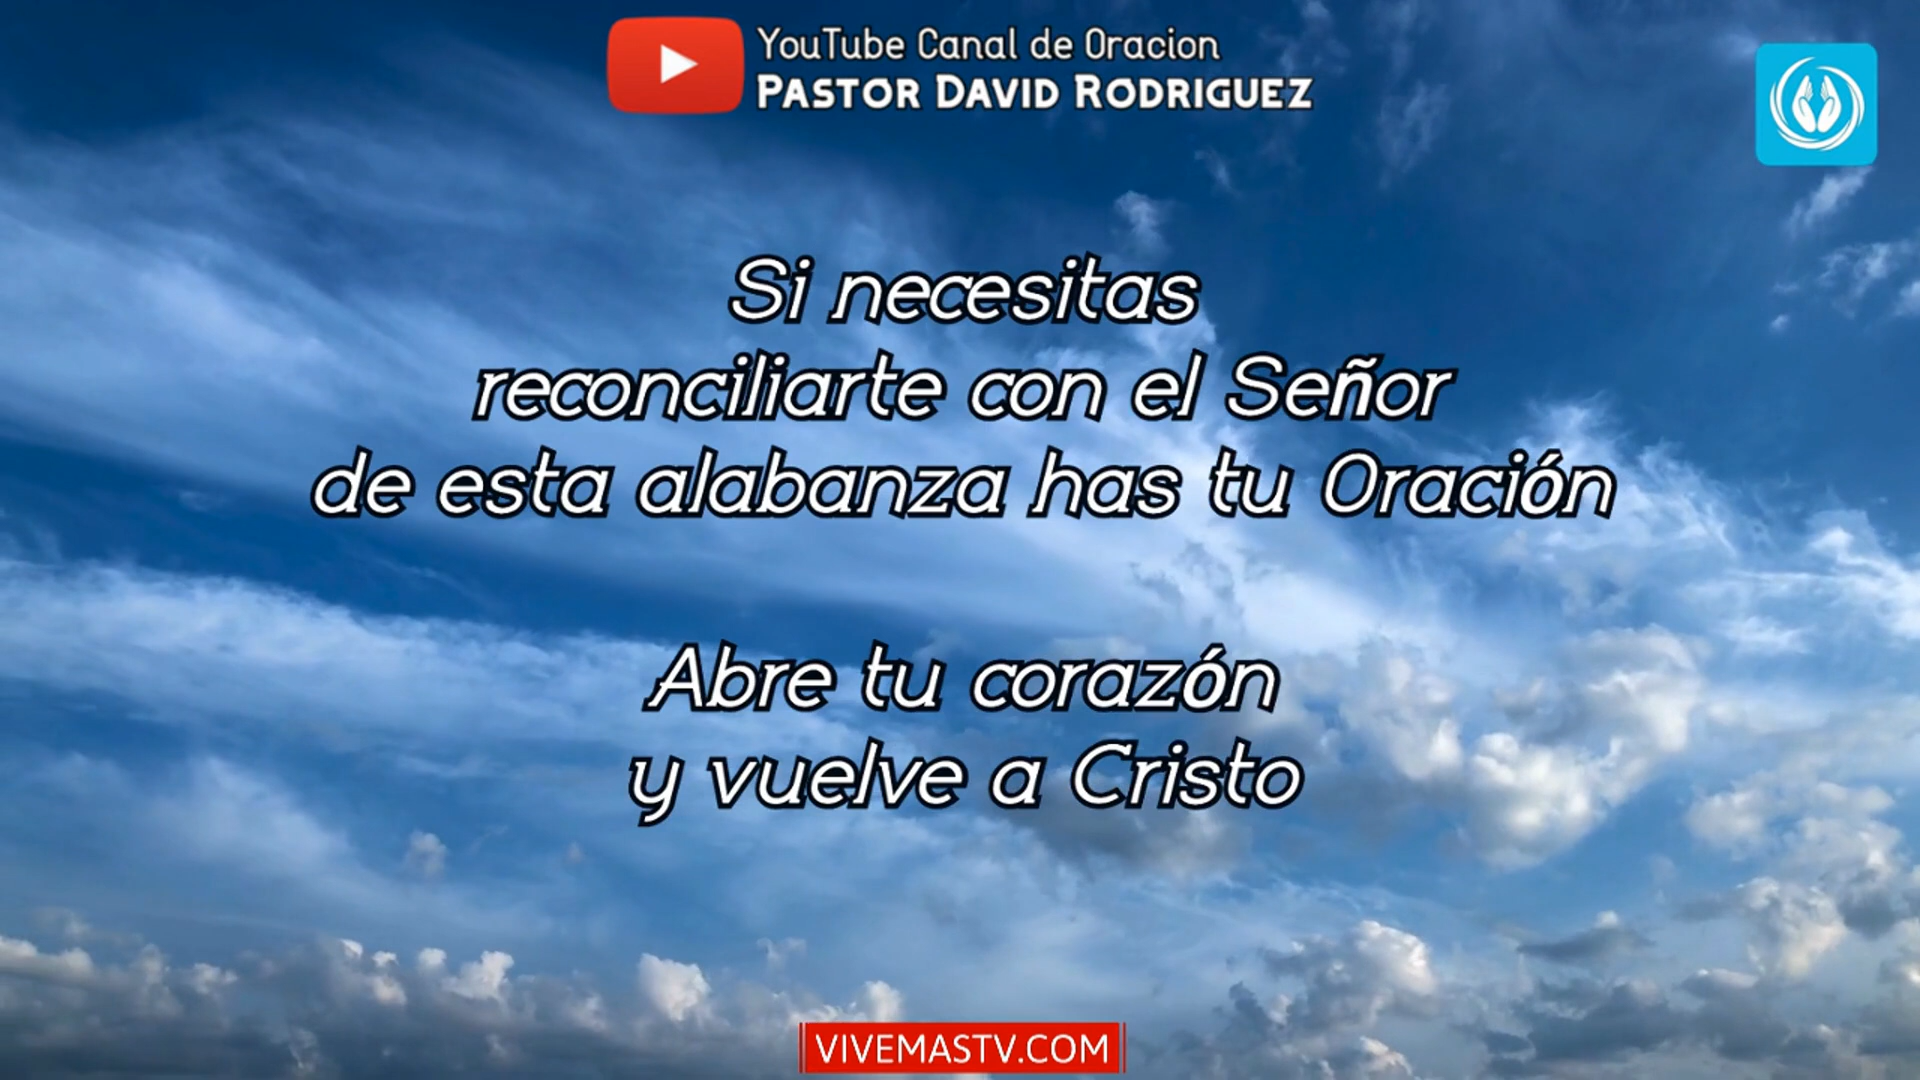 YouTube Canal de Oracion
PASTOR DAVID RODRIGUEZ
Si necesitas
reconciliarte con el Señor
de esta alabanza has tu Oración
Abre tu corazón
y vuelve a Cristo
VIVEMASTV.COM